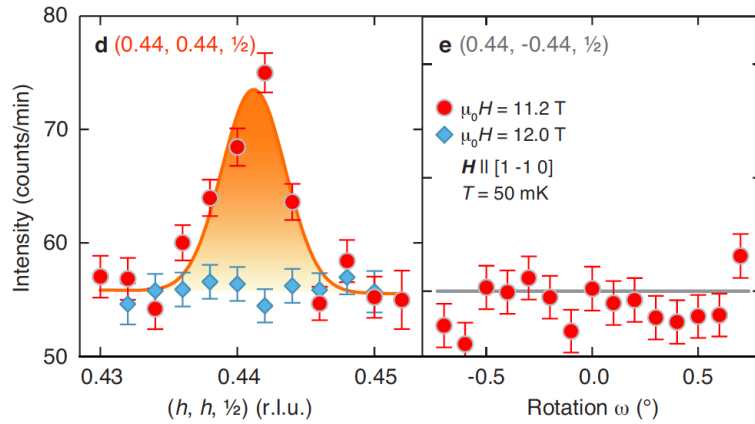 80
70
60
50
Intensity (counts/min)
d (0.44, 0.44, ½)
0.43
0.44
0.45
(h, h, ½) (r.l.u.)
e (0.44, -0.44, ½)
μ₀H = 11.2 T
μ₀H = 12.0 T
H || [1 -1 0]
T = 50 mK
-0.5
0.0
0.5
Rotation ω (°)